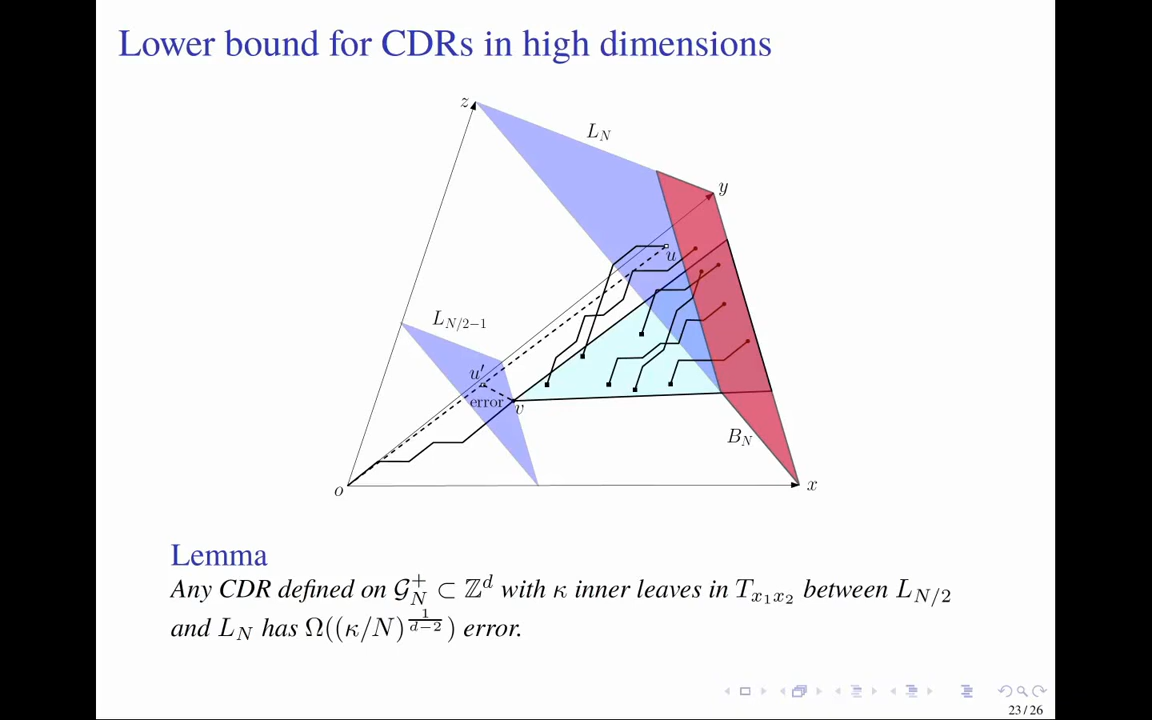 Lower bound for CDRs in high dimensions
z
L_N
y
u
L_{N/2−1}
u′
error
v
B_N
o
x
Lemma
Any CDR defined on 𝒢_N^+ ⊂ ℤ^d with κ inner leaves in T_{x_1x_2} between L_{N/2}
and L_N has Ω((κ/N)^{\frac{1}{d−2}}) error.
23 / 26